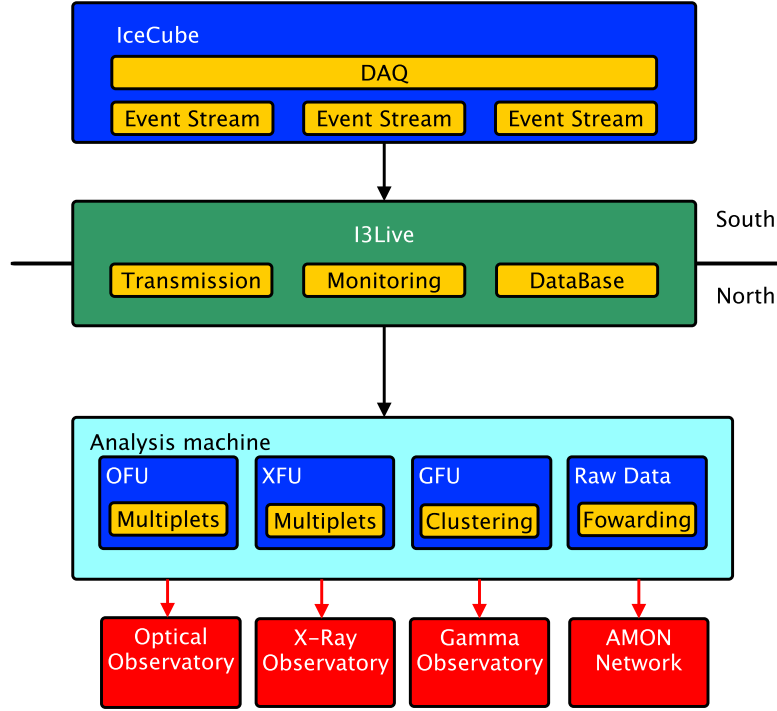 IceCube
DAQ
Event Stream
Event Stream
Event Stream
South
I3Live
Transmission
Monitoring
DataBase
North
Analysis machine
OFU
XFU
GFU
Raw Data
Multiplets
Multiplets
Clustering
Fowarding
Optical
Observatory
X-Ray
Observatory
Gamma
Observatory
AMON
Network